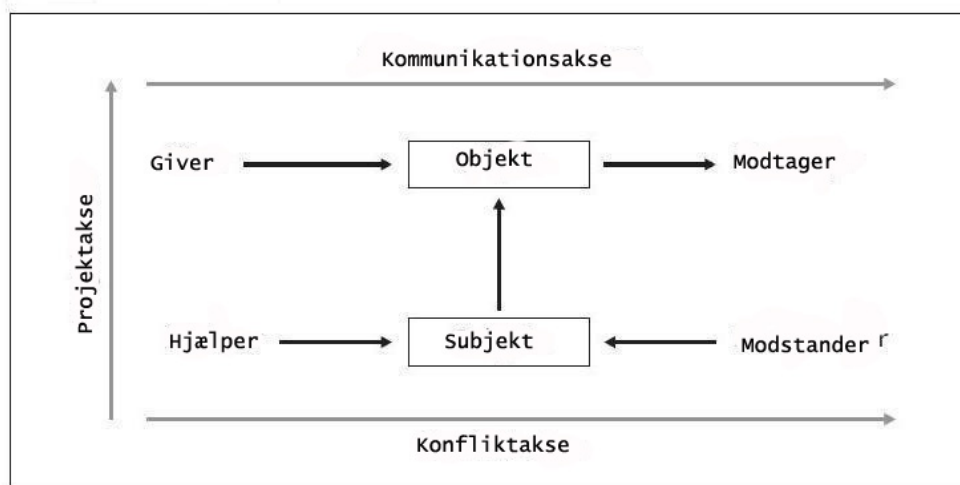 Kommunikationsakse
Giver
Objekt
Modtager
Projektakse
Hjælper
Subjekt
Modstander r
Konfliktakse